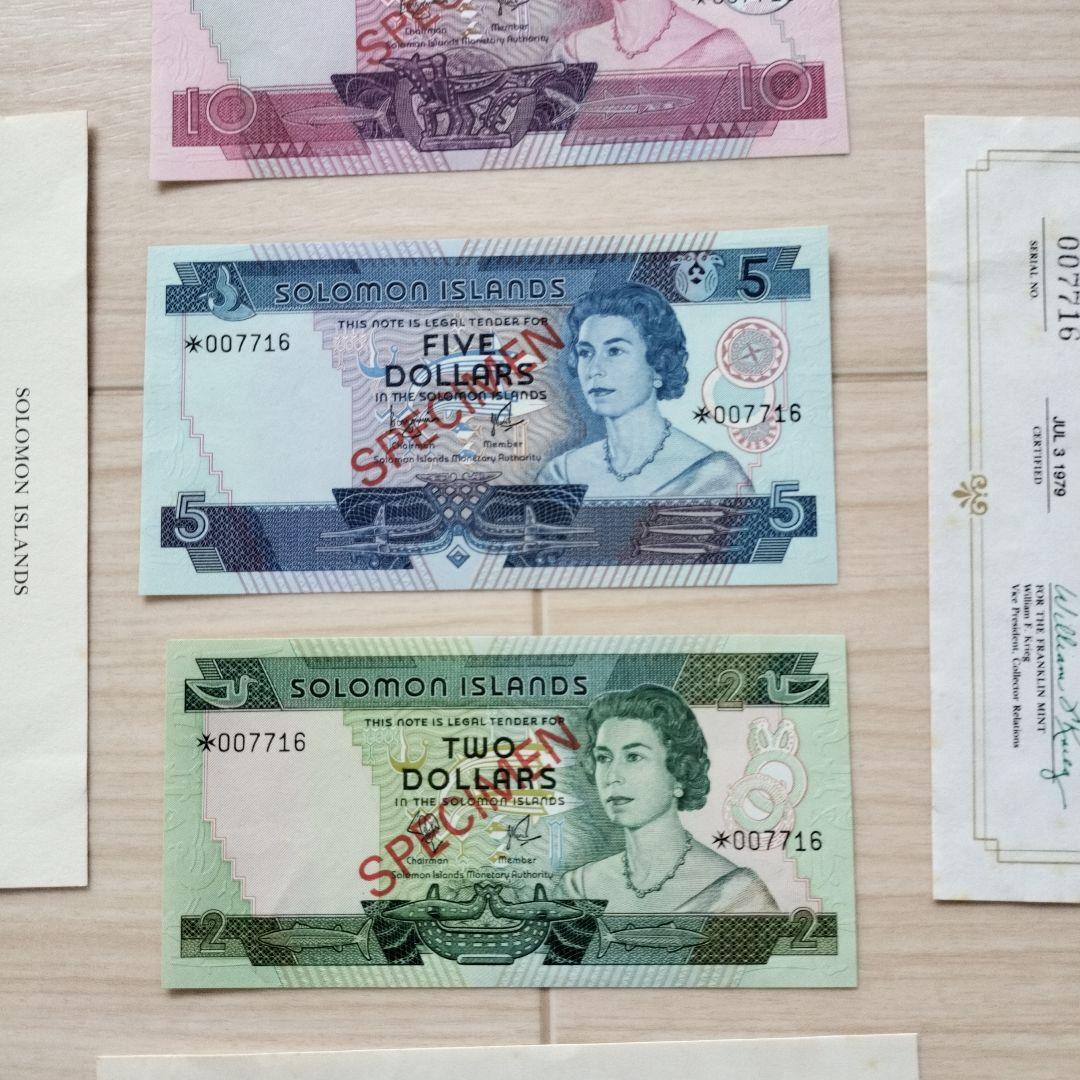 SPECIMEN
Chairman Member
Solomon Islands Monetary Authority
10 10
SOLOMON ISLANDS 5
THIS NOTE IS LEGAL TENDER FOR
*007716
FIVE
DOLLARS
IN THE SOLOMON ISLANDS
SPECIMEN
*007716
Chairman Member
Solomon Islands Monetary Authority
5 5
SOLOMON ISLANDS 2
THIS NOTE IS LEGAL TENDER FOR
*007716
TWO
DOLLARS
IN THE SOLOMON ISLANDS
SPECIMEN
*007716
Chairman Member
Solomon Islands Monetary Authority
2 2
SOLOMON ISLANDS
007716
SERIAL NO.
JUL 3 1979
CERTIFIED
William F. Krieg
FOR THE FRANKLIN MINT
William F. Krieg
Vice President, Collector Relations